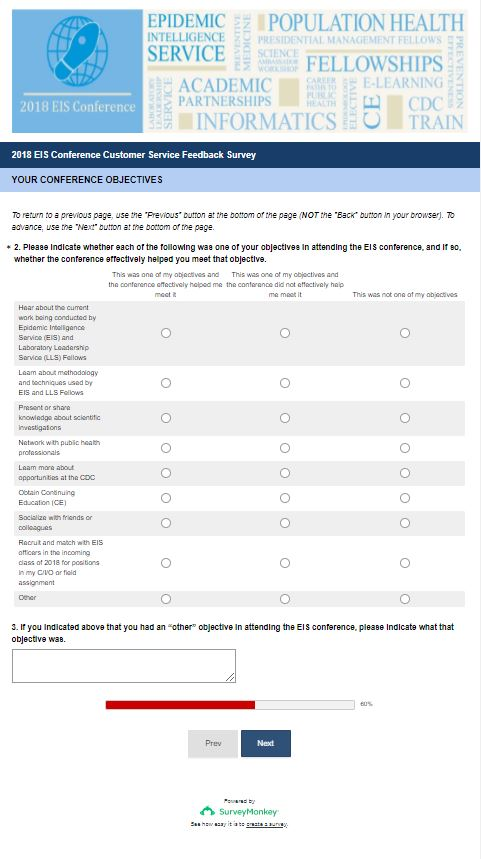 EPIDEMIC
INTELLIGENCE
SERVICE
PREVENTIVE
MEDICINE
POPULATION HEALTH
PRESIDENTIAL MANAGEMENT FELLOWS
SCIENCE
AMBASSADOR
WORKSHOP
FELLOWSHIPS
PREVENTION
EFFECTIVENESS
LABORATORY
LEADERSHIP
SERVICE
ACADEMIC
PARTNERSHIPS
CAREER
PATHS TO
PUBLIC
HEALTH
EPIDEMIOLOGY
ELECTIVE
E-LEARNING
CE
CDC
TRAIN
INFORMATICS
2018 EIS Conference
2018 EIS Conference Customer Service Feedback Survey
YOUR CONFERENCE OBJECTIVES
To return to a previous page, use the "Previous" button at the bottom of the page (NOT the "Back" button in your browser). To
advance, use the "Next" button at the bottom of the page.
* 2. Please indicate whether each of the following was one of your objectives in attending the EIS conference, and if so,
whether the conference effectively helped you meet that objective.
This was one of my objectives and
the conference effectively helped me
meet it
This was one of my objectives and
the conference did not effectively help
me meet it
This was not one of my objectives
Hear about the current
work being conducted by
Epidemic Intelligence
Service (EIS) and
Laboratory Leadership
Service (LLS) Fellows
Learn about methodology
and techniques used by
EIS and LLS Fellows
Present or share
knowledge about scientific
investigations
Network with public health
professionals
Learn more about
opportunities at the CDC
Obtain Continuing
Education (CE)
Socialize with friends or
colleagues
Recruit and match with EIS
officers in the incoming
class of 2018 for positions
in my C/I/O or field
assignment
Other
3. If you indicated above that you had an "other" objective in attending the EIS conference, please indicate what that
objective was.
60%
Prev
Next
Powered by
SurveyMonkey
See how easy it is to create a survey.